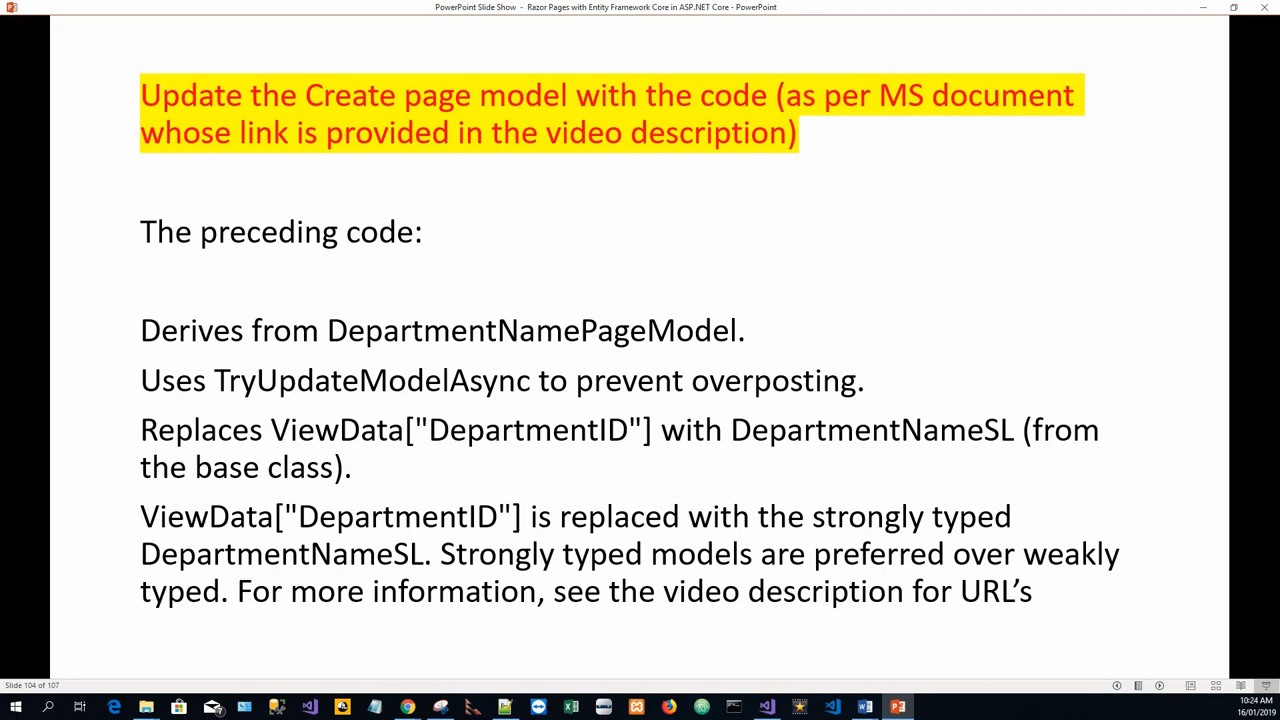 PowerPoint Slide Show - Razor Pages with Entity Framework Core in ASP.NET Core - PowerPoint
Update the Create page model with the code (as per MS document
whose link is provided in the video description)
The preceding code:
Derives from DepartmentNamePageModel.
Uses TryUpdateModelAsync to prevent overposting.
Replaces ViewData["DepartmentID"] with DepartmentNameSL (from
the base class).
ViewData["DepartmentID"] is replaced with the strongly typed
DepartmentNameSL. Strongly typed models are preferred over weakly
typed. For more information, see the video description for URL’s
Slide 104 of 107
10:24 AM
16/01/2019